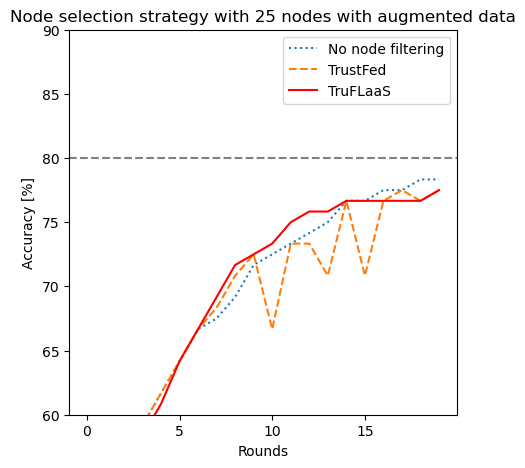 Node selection strategy with 25 nodes with augmented data
90
85
80
75
70
65
60
Accuracy [%]
No node filtering
TrustFed
TruFLaaS
0
5
10
15
Rounds